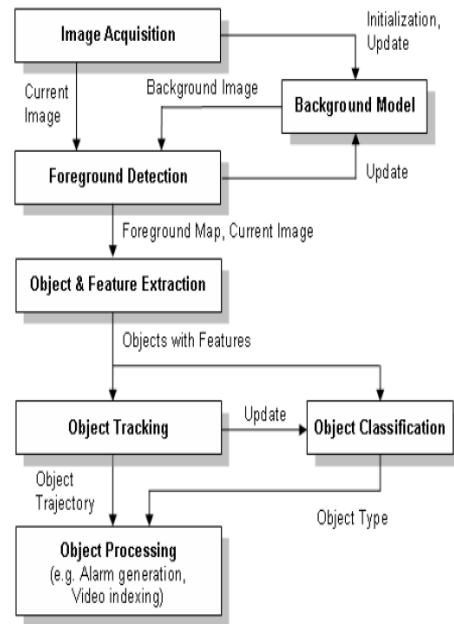 Image Acquisition
Initialization,
Update
Current
Image
Background Image
Background Model
Foreground Detection
Update
Foreground Map, Current Image
Object & Feature Extraction
Objects with Features
Object Tracking
Update
Object Classification
Object
Trajectory
Object Type
Object Processing
(e.g. Alarm generation,
Video indexing)